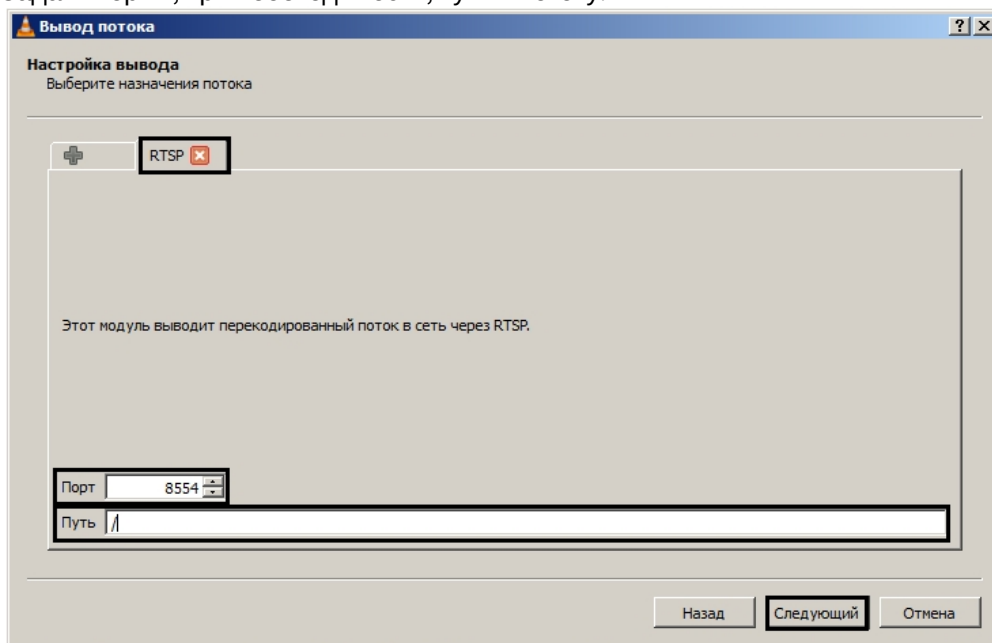 Вывод потока
Настройка вывода
Выберите назначения потока
RTSP
Этот модуль выводит перекодированный поток в сеть через RTSP.
Порт 8554
Путь /
Назад Следующий Отмена